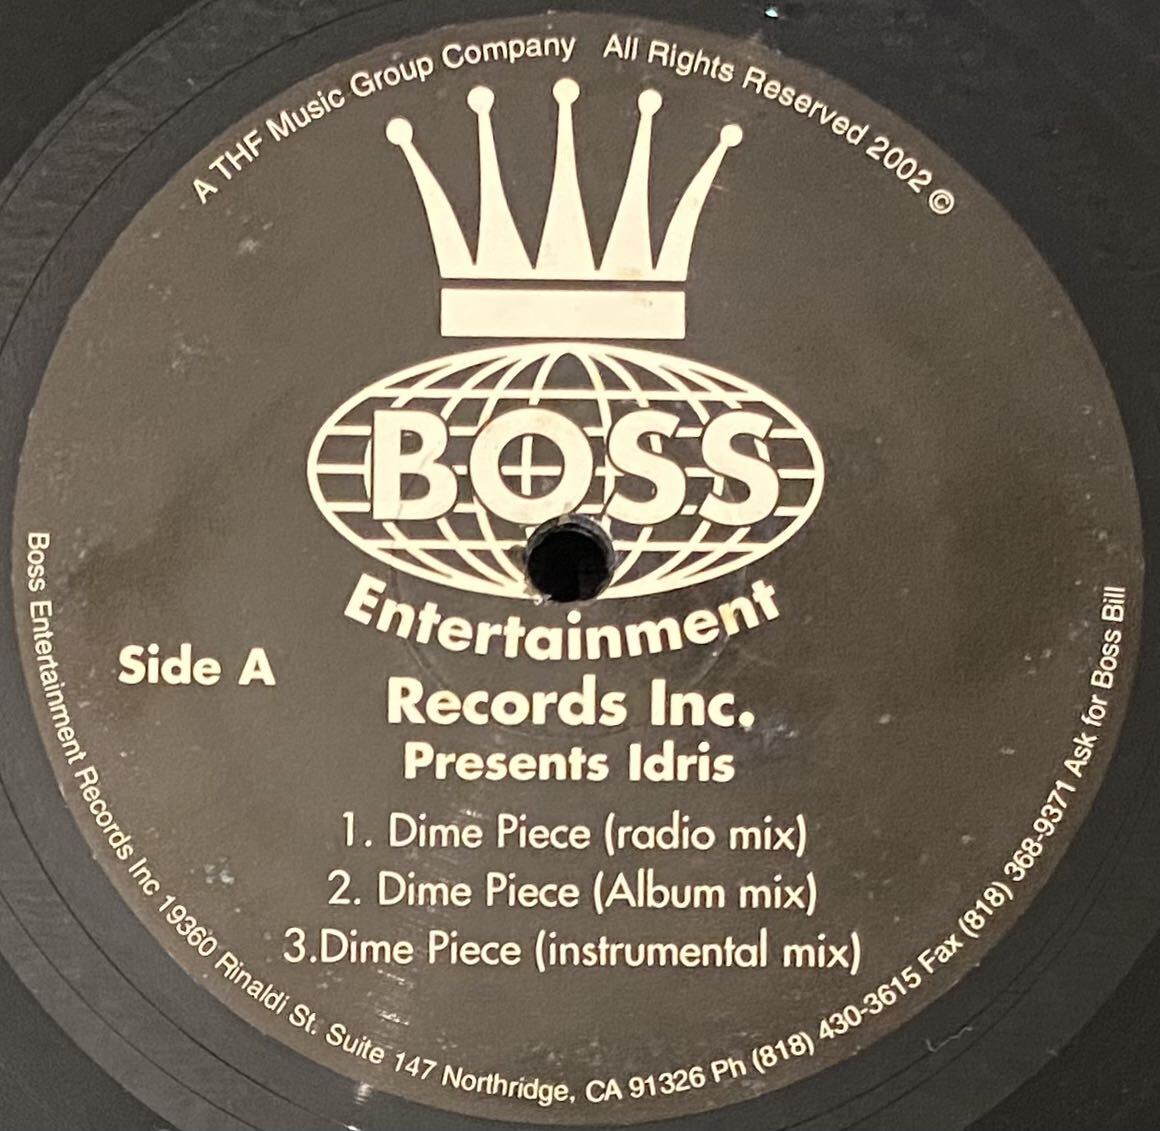 A THF Music Group Company All Rights Reserved 2002 ©
BOSS
Entertainment
Records Inc.
Presents Idris
Side A
1. Dime Piece (radio mix)
2. Dime Piece (Album mix)
3.Dime Piece (instrumental mix)
Boss Entertainment Records Inc 19360 Rinaldi St. Suite 147 Northridge, CA 91326 Ph (818) 430-3615 Fax (818) 368-9371 Ask for Boss Bill